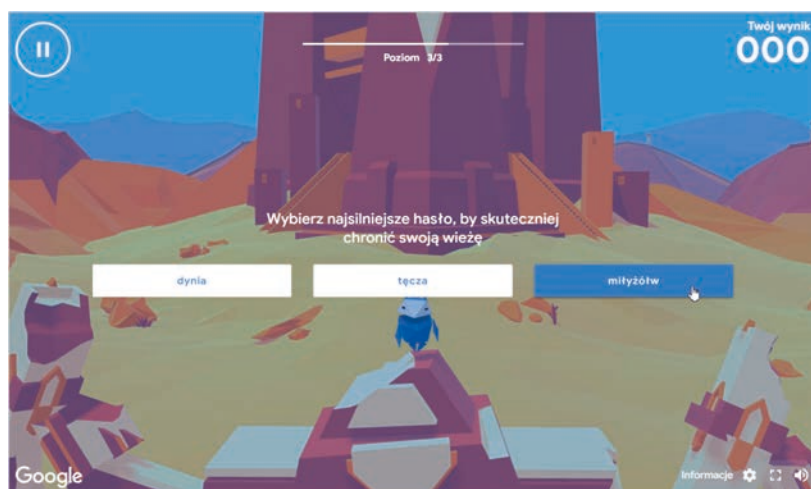 Twój wynik
000
Poziom 3/3
Wybierz najsilniejsze hasło, by skuteczniej
chronić swoją wieżę
dynia
tęcza
miłyżółw
Google
Informacje